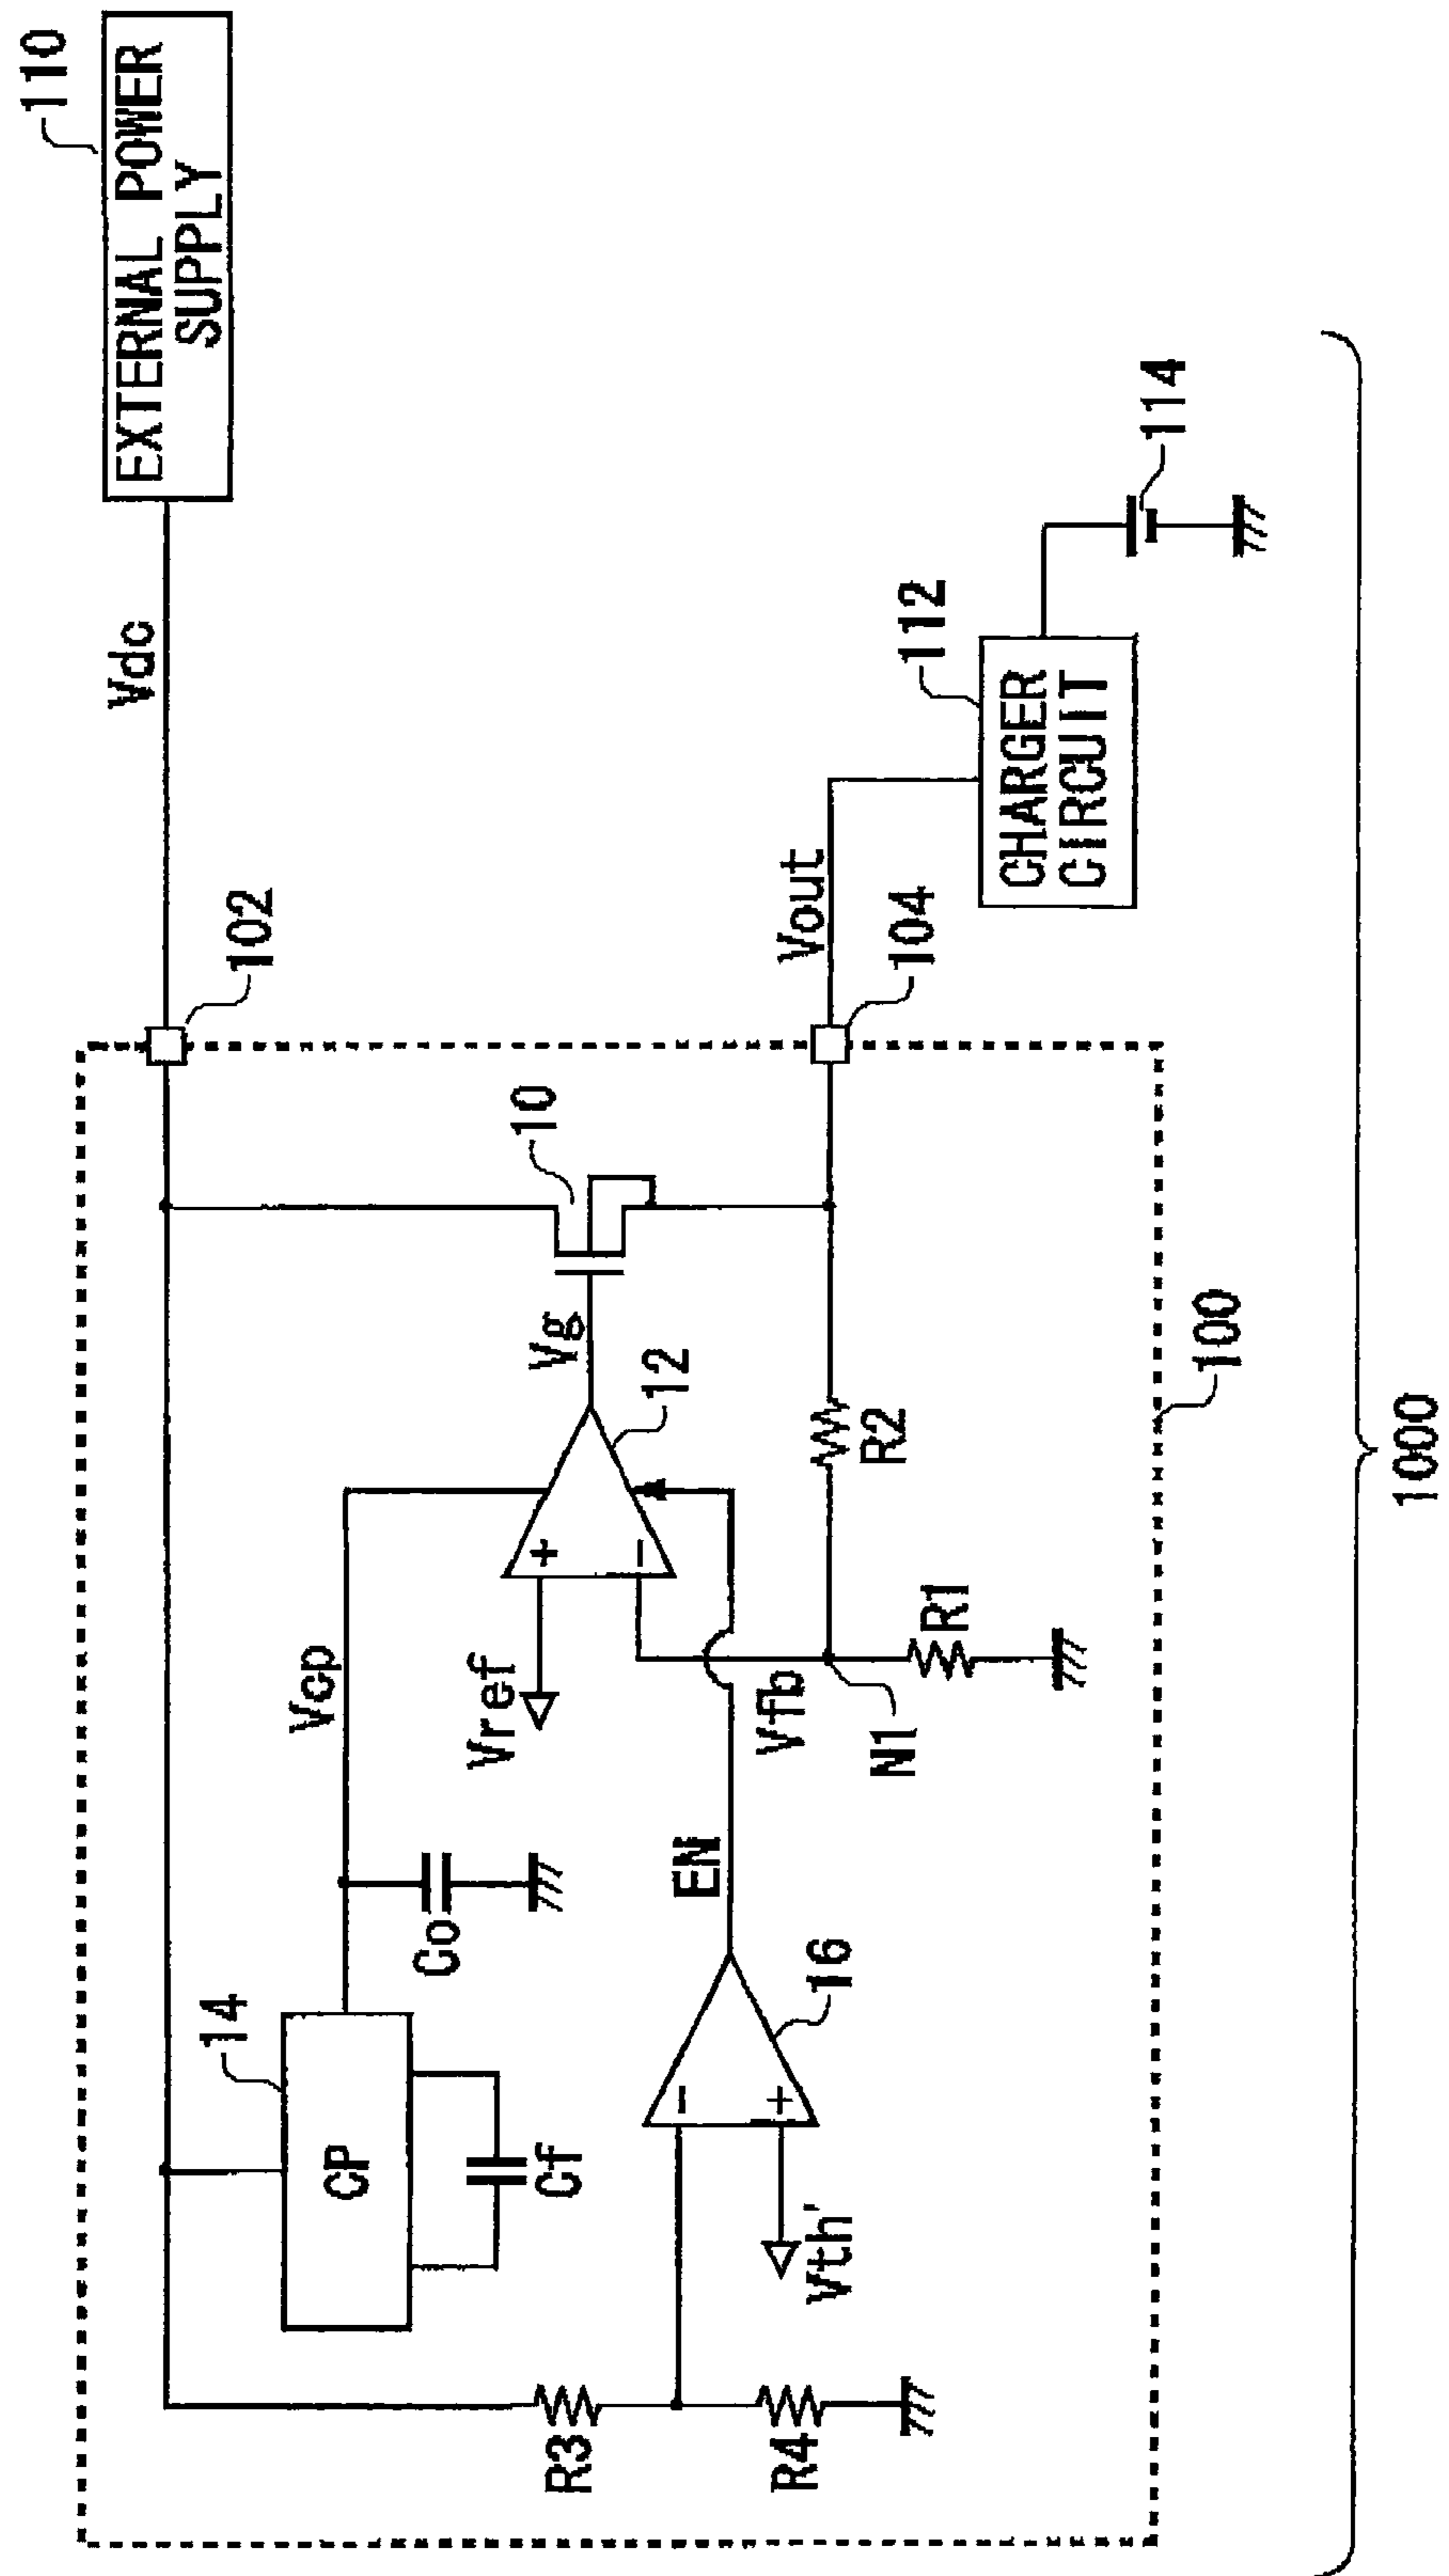 110
EXTERNAL POWER
SUPPLY
Vdc
102
14
CP
Cf
Vcp
Co
Vref
+
-
12
Vg
10
Vout
104
112
CHARGER
CIRCUIT
114
R3
R4
-
+
Vth'
16
EN
Vfb
N1
R1
R2
100
1000